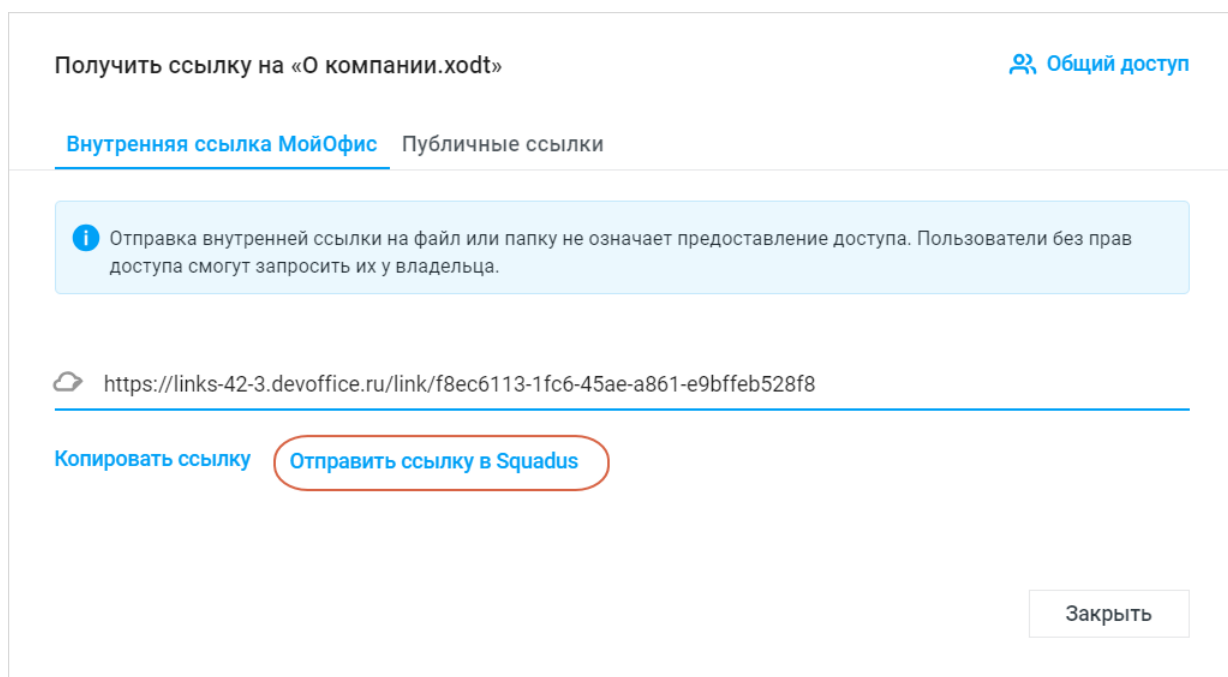 Получить ссылку на «О компании.xodt»
Общий доступ
Внутренняя ссылка МойОфис
Публичные ссылки
Отправка внутренней ссылки на файл или папку не означает предоставление доступа. Пользователи без прав
доступа смогут запросить их у владельца.
https://links-42-3.devoffice.ru/link/f8ec6113-1fc6-45ae-a861-e9bffeb528f8
Копировать ссылку
Отправить ссылку в Squadus
Закрыть